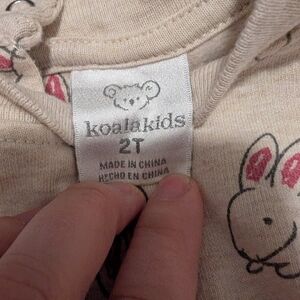 koalakids
2T
MADE IN CHINA
HECHO EN CHINA